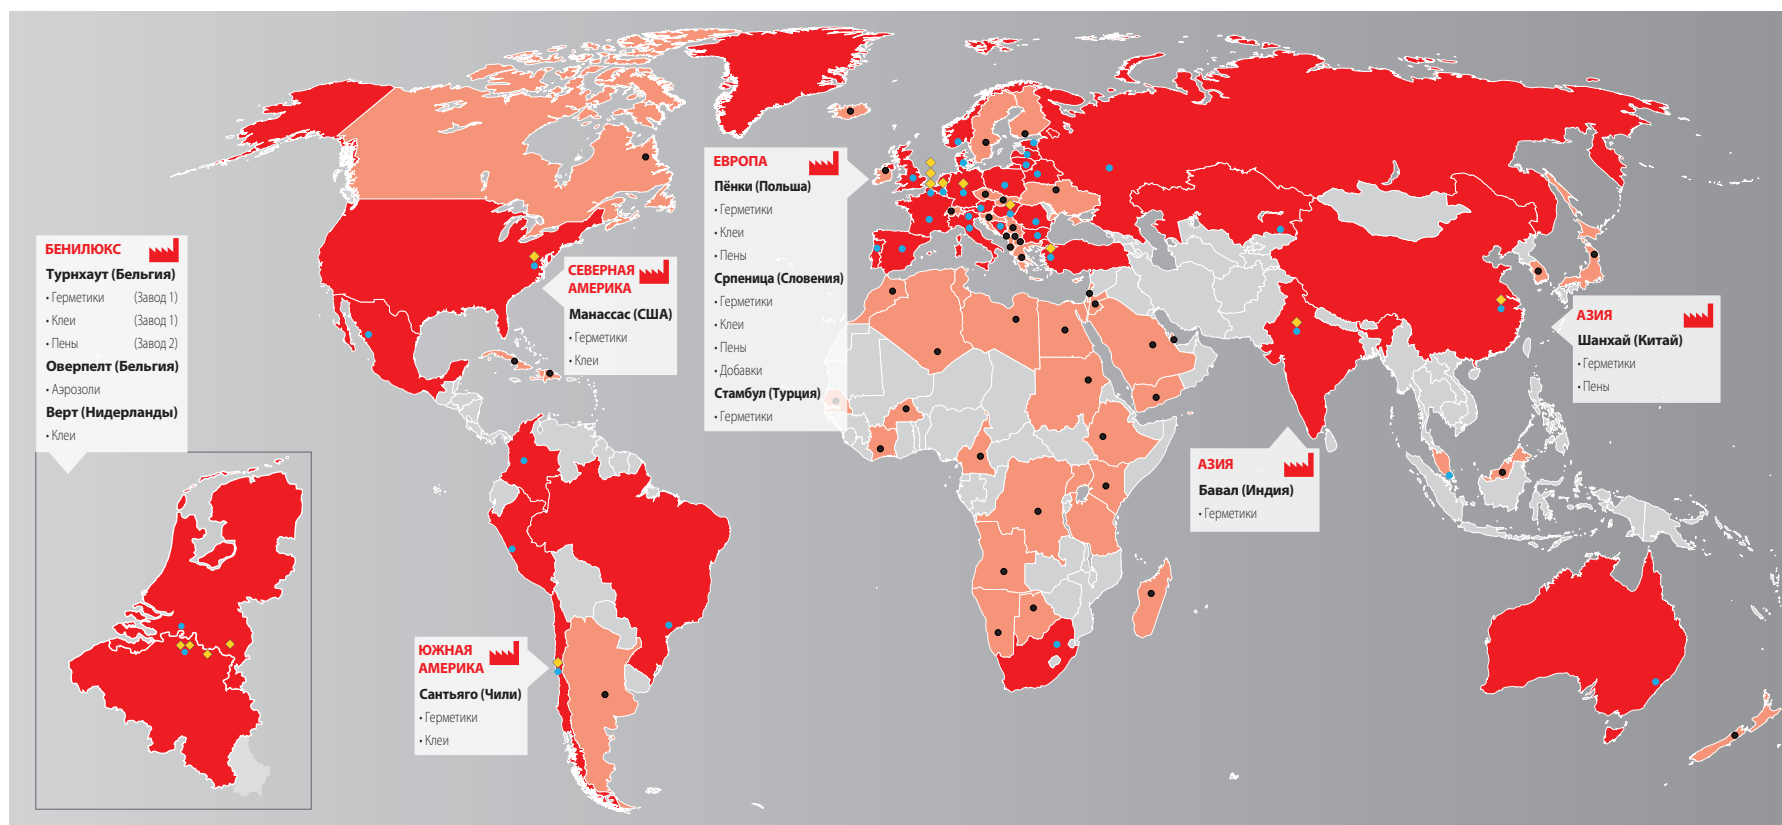 БЕНИЛЮКС
Турнхаут (Бельгия)
• Герметики (Завод 1)
• Клеи (Завод 1)
• Пены (Завод 2)
Оверпелт (Бельгия)
• Аэрозоли
Верт (Нидерланды)
• Клеи
СЕВЕРНАЯ
АМЕРИКА
Манассас (США)
• Герметики
• Клеи
ЮЖНАЯ
АМЕРИКА
Сантьяго (Чили)
• Герметики
• Клеи
ЕВРОПА
Пёнки (Польша)
• Герметики
• Клеи
• Пены
Српеница (Словения)
• Герметики
• Клеи
• Пены
• Добавки
Стамбул (Турция)
• Герметики
АЗИЯ
Бавал (Индия)
• Герметики
АЗИЯ
Шанхай (Китай)
• Герметики
• Пены